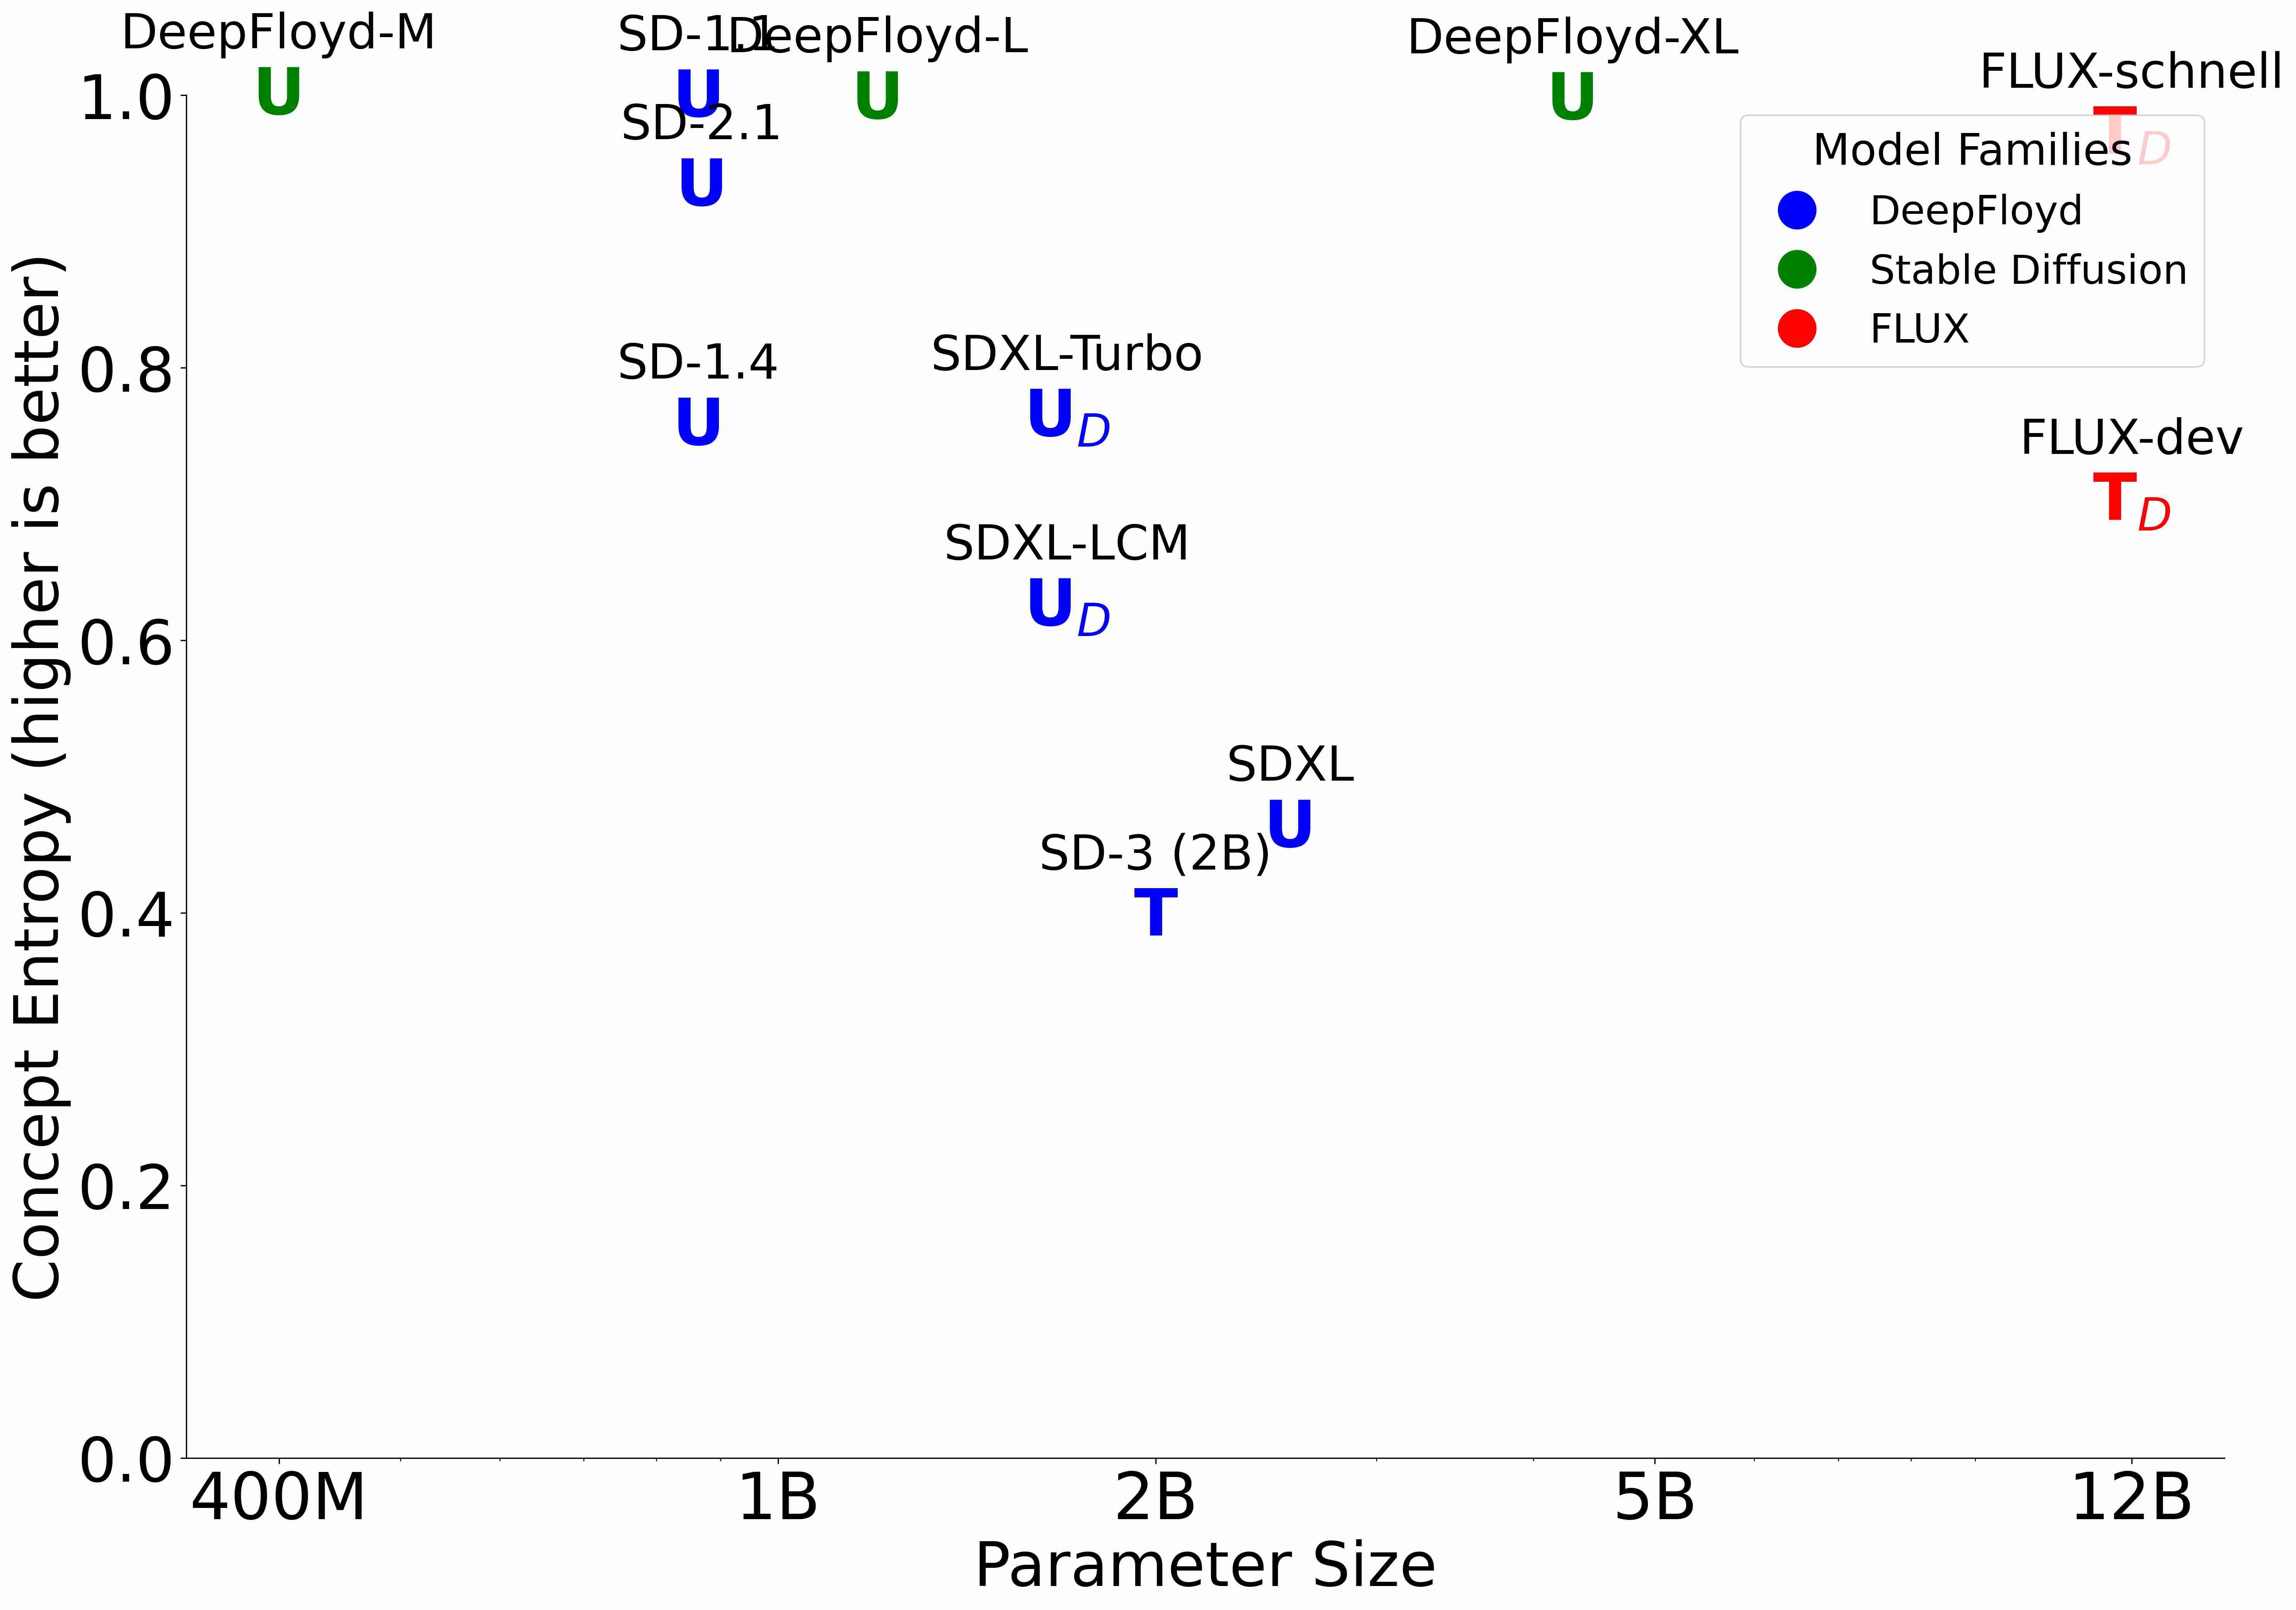 DeepFloyd-M
SD-1.1
DeepFloyd-L
DeepFloyd-XL
FLUX-schnell
U
U
U
U
T D
SD-2.1
U
Model Families
DeepFloyd
Stable Diffusion
FLUX
SD-1.4
U
SDXL-Turbo
U D
FLUX-dev
T D
SDXL-LCM
U D
SDXL
U
SD-3 (2B)
T
Concept Entropy (higher is better)
1.0
0.8
0.6
0.4
0.2
0.0
400M
1B
2B
5B
12B
Parameter Size